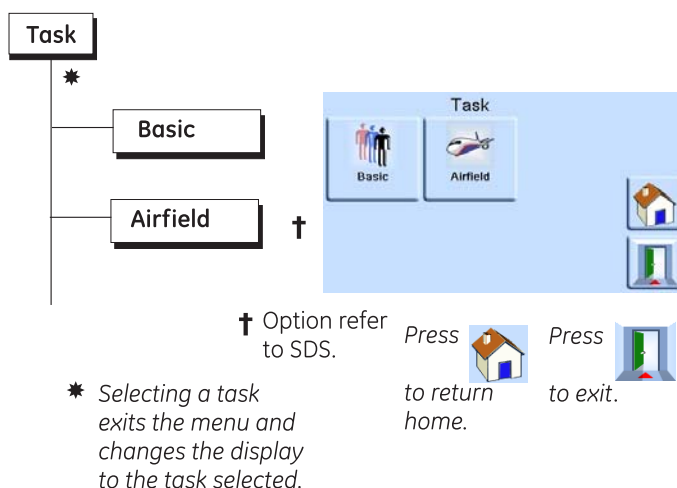 Task
✷
Basic
Airfield
†
Task
Basic
Airfield
† Option refer
to SDS.
Press
to return
home.
Press
to exit.
✷ Selecting a task
exits the menu and
changes the display
to the task selected.